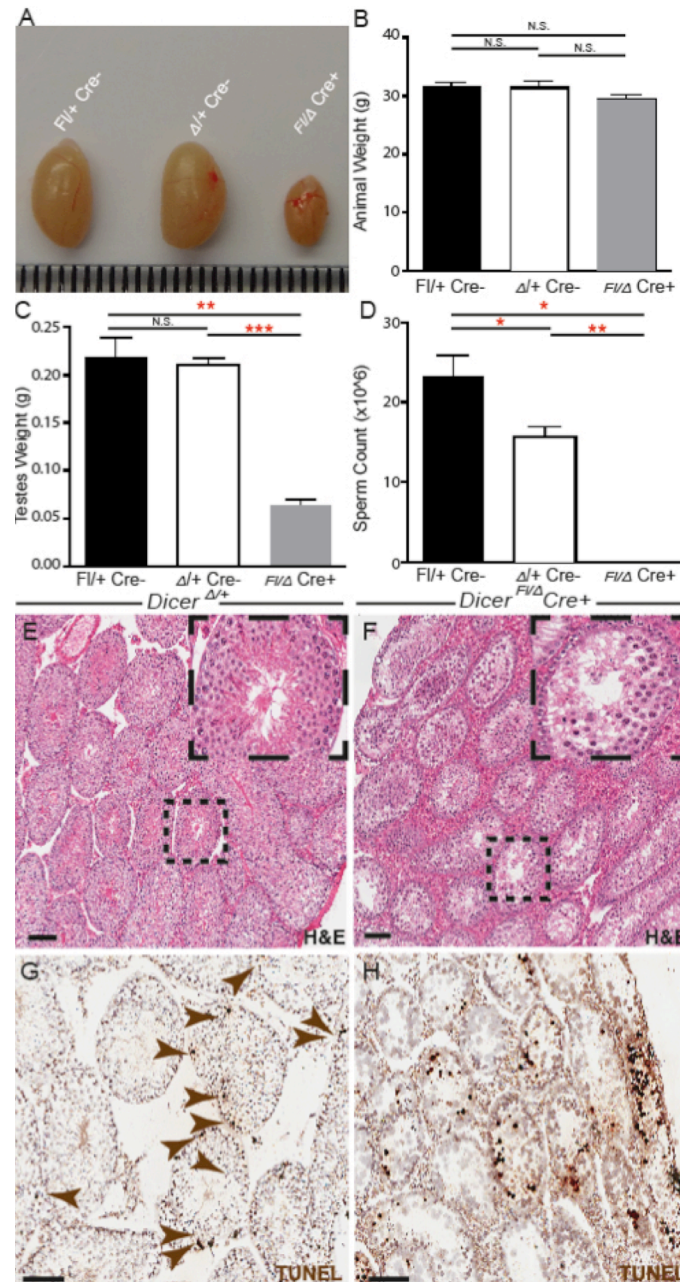 A
Fl/+ Cre-
Δ/+ Cre-
Fl/Δ Cre+
B
N.S.
N.S.
N.S.
Animal Weight (g)
40
30
20
10
0
Fl/+ Cre-
Δ/+ Cre-
Fl/Δ Cre+
C
**
N.S.
***
Testes Weight (g)
0.25
0.20
0.15
0.10
0.05
0.00
Fl/+ Cre-
Δ/+ Cre-
Fl/Δ Cre+
D
*
*
**
Sperm Count (x10^6)
30
20
10
0
Fl/+ Cre-
Δ/+ Cre-
Fl/Δ Cre+
Dicer Δ/+
Dicer Fl/Δ Cre+
E
H&E
F
H&E
G
TUNEL
H
TUNEL